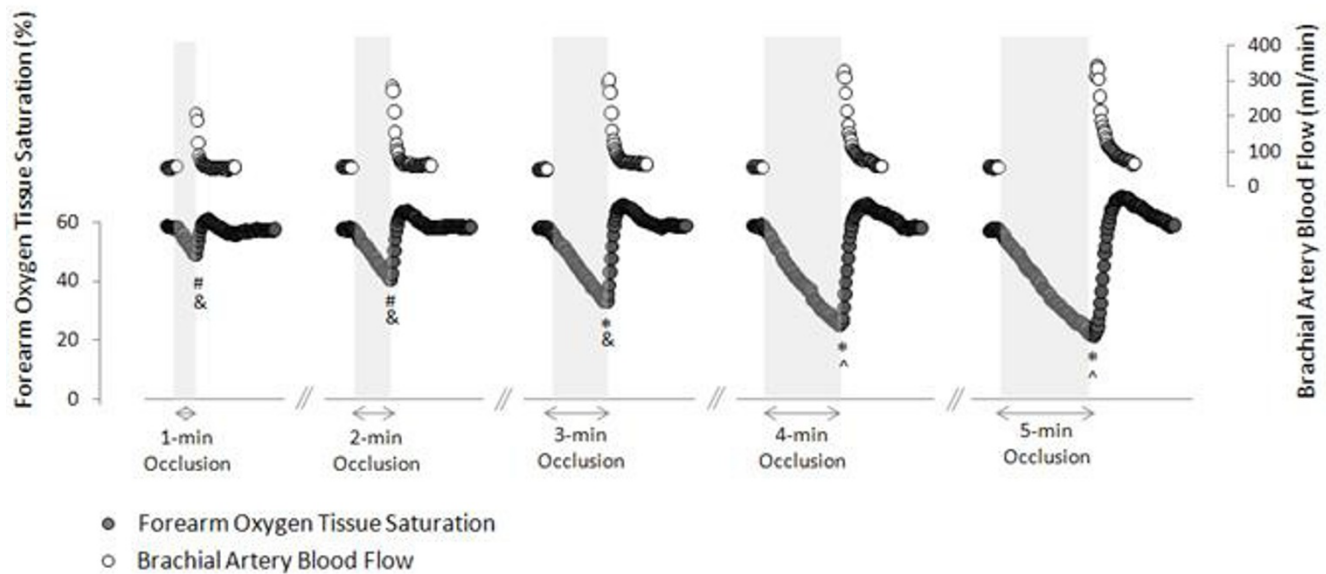 Forearm Oxygen Tissue Saturation (%)
60
40
20
0
400
300
200
100
0
Brachial Artery Blood Flow (ml/min)
#
&
#
&
*
&
*
^
*
^
//
//
//
//
1-min
Occlusion
2-min
Occlusion
3-min
Occlusion
4-min
Occlusion
5-min
Occlusion
Forearm Oxygen Tissue Saturation
Brachial Artery Blood Flow